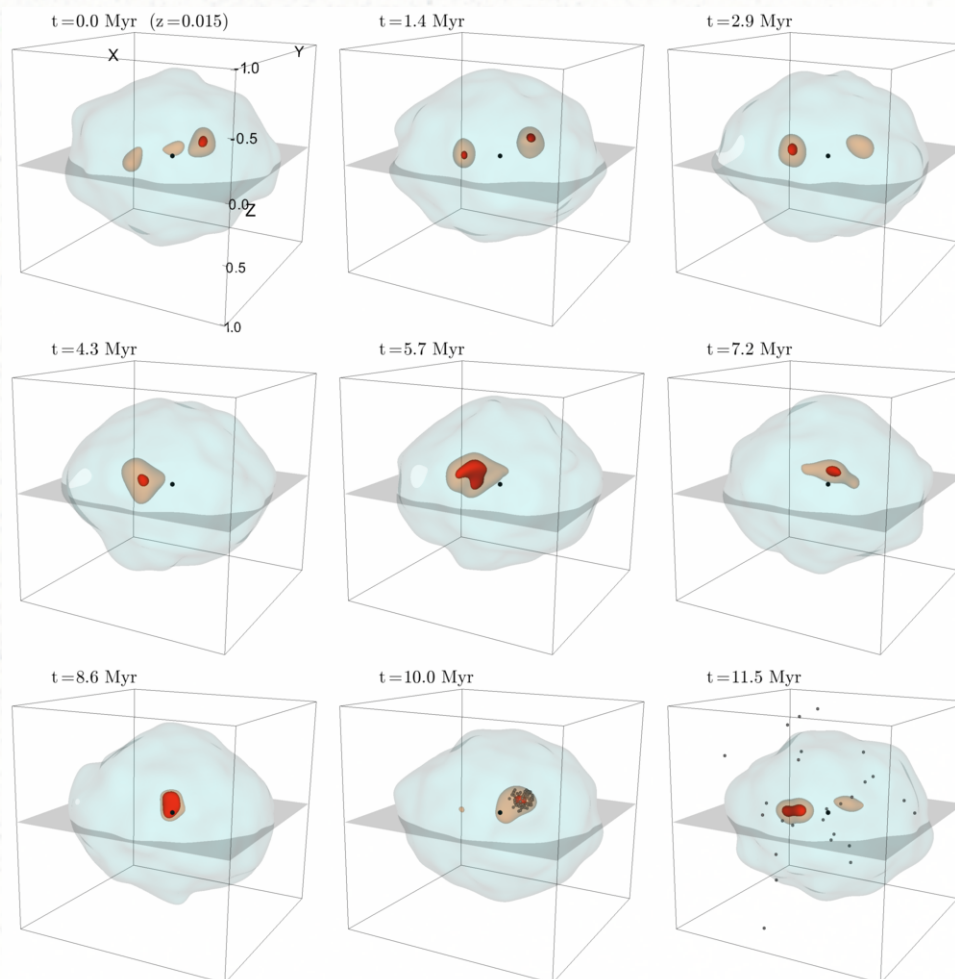 t=0.0 Myr (z=0.015)
t=1.4 Myr
t=2.9 Myr
X
Y
-1.0
-0.5
0.0
Z
0.5
1.0
t=4.3 Myr
t=5.7 Myr
t=7.2 Myr
t=8.6 Myr
t=10.0 Myr
t=11.5 Myr